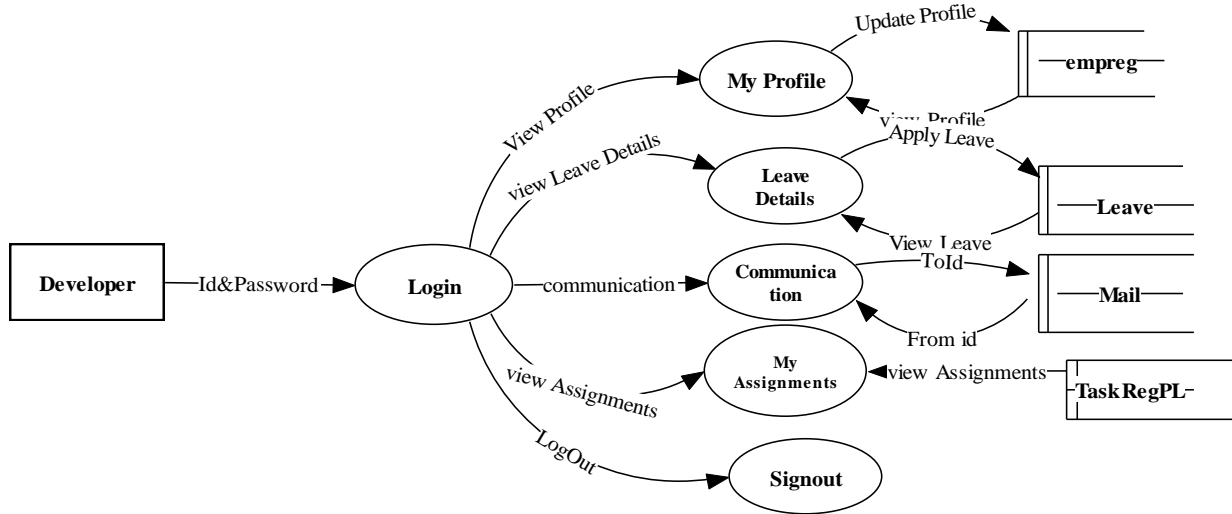 Update Profile
My Profile
empreg
View Profile
view Profile
Apply Leave
view Leave Details
Leave
Details
Leave
View Leave
Developer
Id&Password
Login
communication
Communica
tion
ToId
Mail
From id
view Assignments
My
Assignments
view Assignments
TaskRegPL
LogOut
Signout